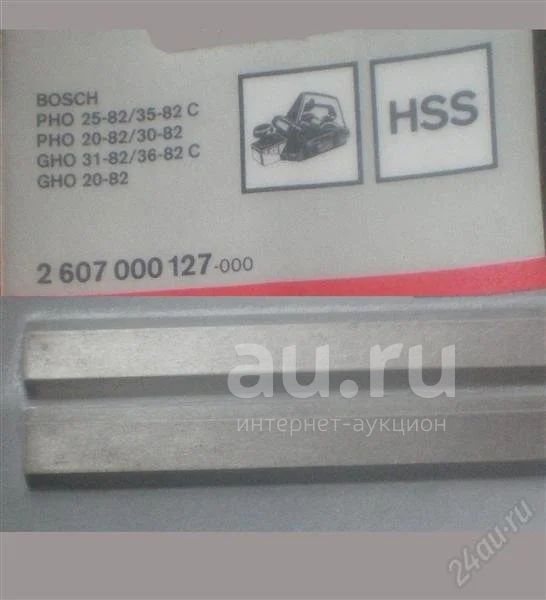 BOSCH
PHO 25-82/35-82 C
PHO 20-82/30-82
GHO 31-82/36-82 C
GHO 20-82
HSS
2 607 000 127-000
au.ru
интернет-аукцион
24au.ru